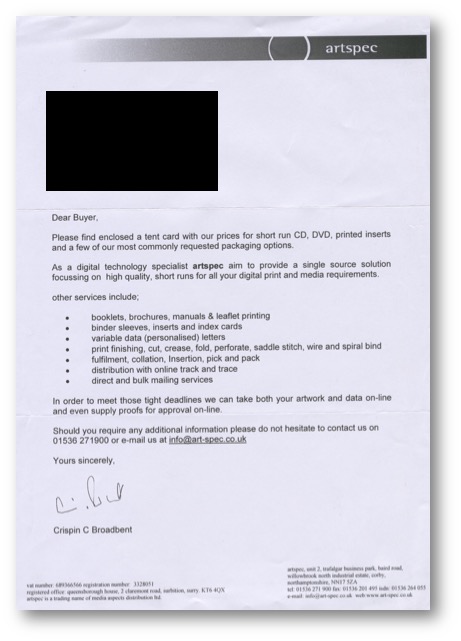 artspec
Dear Buyer,
Please find enclosed a tent card with our prices for short run CD, DVD, printed inserts
and a few of our most commonly requested packaging options.
As a digital technology specialist artspec aim to provide a single source solution
focussing on high quality, short runs for all your digital print and media requirements.
other services include;
• booklets, brochures, manuals & leaflet printing
• binder sleeves, inserts and index cards
• variable data (personalised) letters
• print finishing, cut, crease, fold, perforate, saddle stitch, wire and spiral bind
• fulfilment, collation, Insertion, pick and pack
• distribution with online track and trace
• direct and bulk mailing services
In order to meet those tight deadlines we can take both your artwork and data on-line
and even supply proofs for approval on-line.
Should you require any additional information please do not hesitate to contact us on
01536 271900 or e-mail us at info@art-spec.co.uk
Yours sincerely,
Crispin C Broadbent
vat number 689366566 registration number 3328051
registered office queensborough house, 2 claremont road, surbiton, surry, KT6 4QX
artspec is a trading name of media aspects distribution ltd.
artspec, unit 2, trafalgar business park, baird road,
willowbrook north industrial estate, corby,
northamptonshire, NN17 5ZA
tel: 01536 271 900 fax: 01536 201 495 isdn: 01536 264 055
e-mail info@art-spec.co.uk web www.art-spec.co.uk